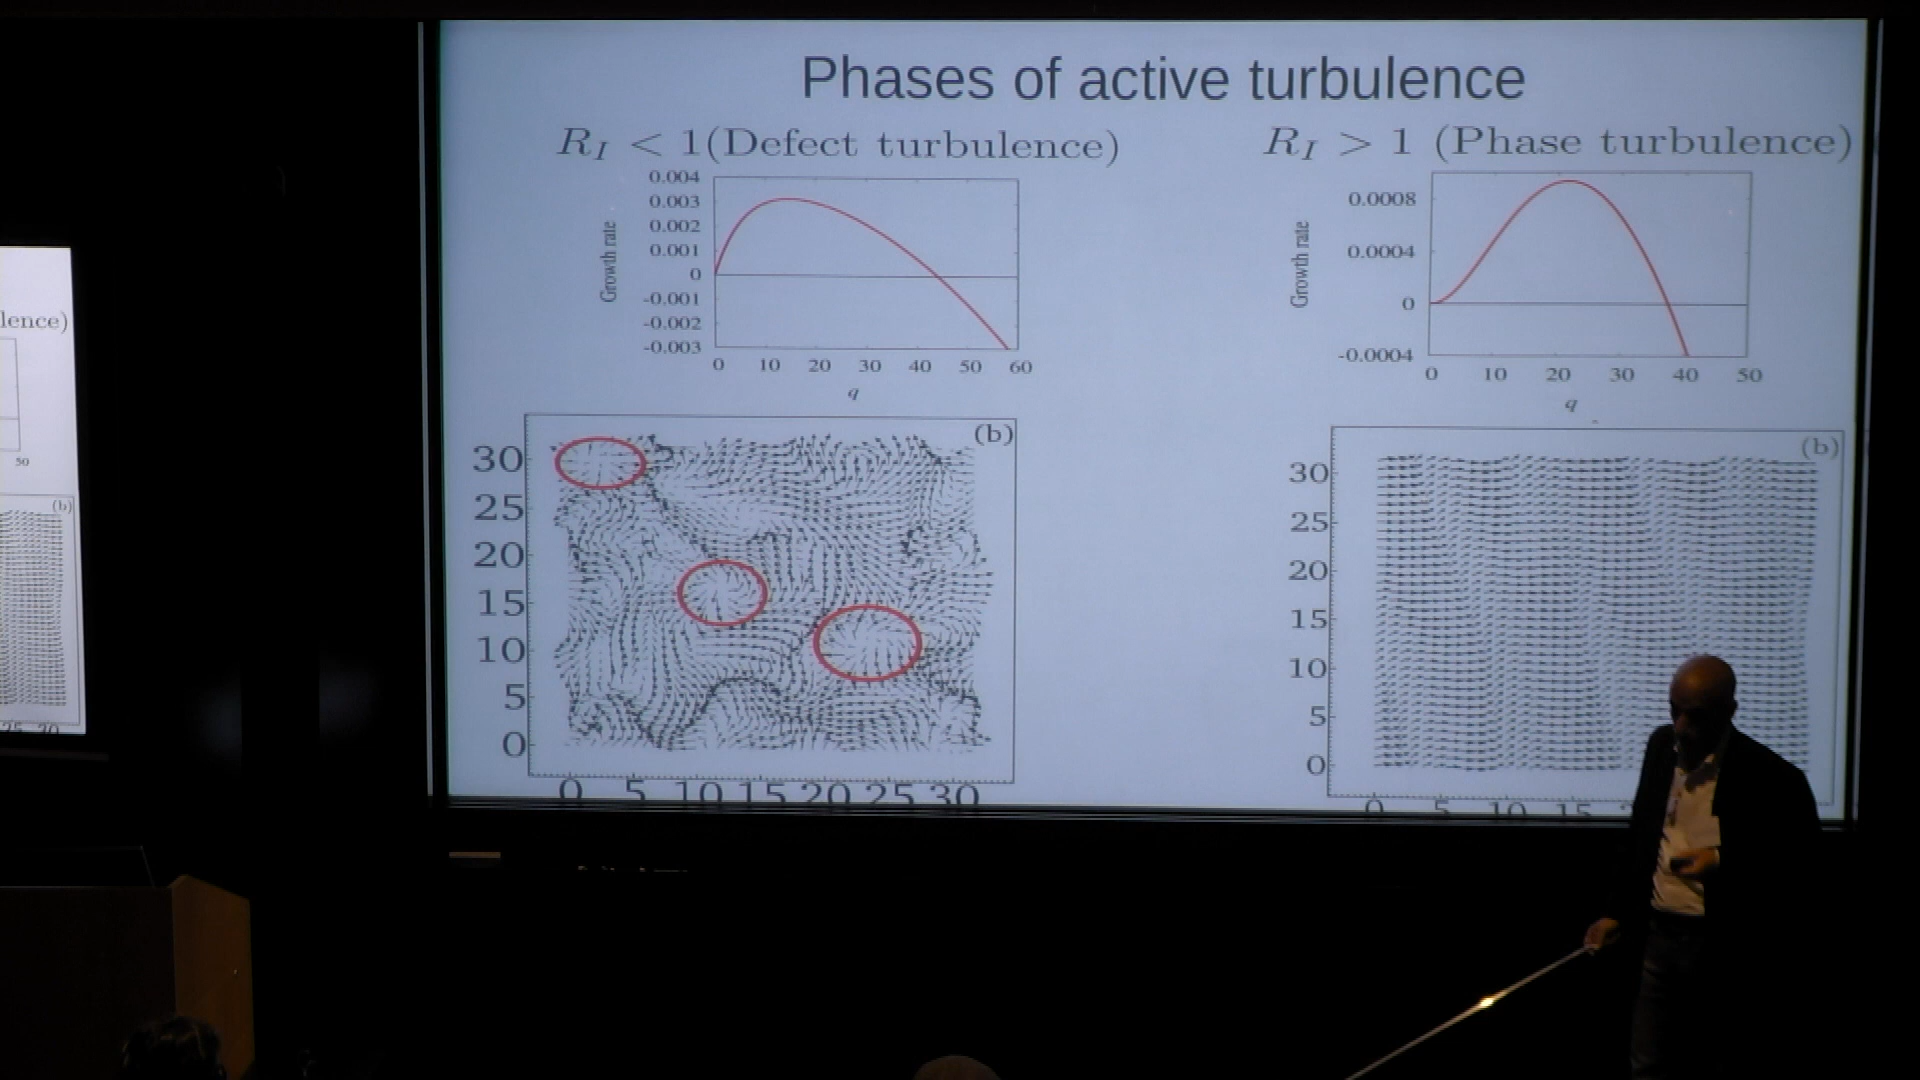 Phases of active turbulence
R_I < 1(Defect turbulence)
R_I > 1 (Phase turbulence)
0.004
0.003
0.002
0.001
0
-0.001
-0.002
-0.003
Growth rate
0 10 20 30 40 50 60
q
0.0008
0.0004
0
-0.0004
Growth rate
0 10 20 30 40 50
q
(b)
30
25
20
15
10
5
0
0 5 10 15 20 25 30
(b)
30
25
20
15
10
5
0
0 5 10 15
lence)
50
(b)
25 30